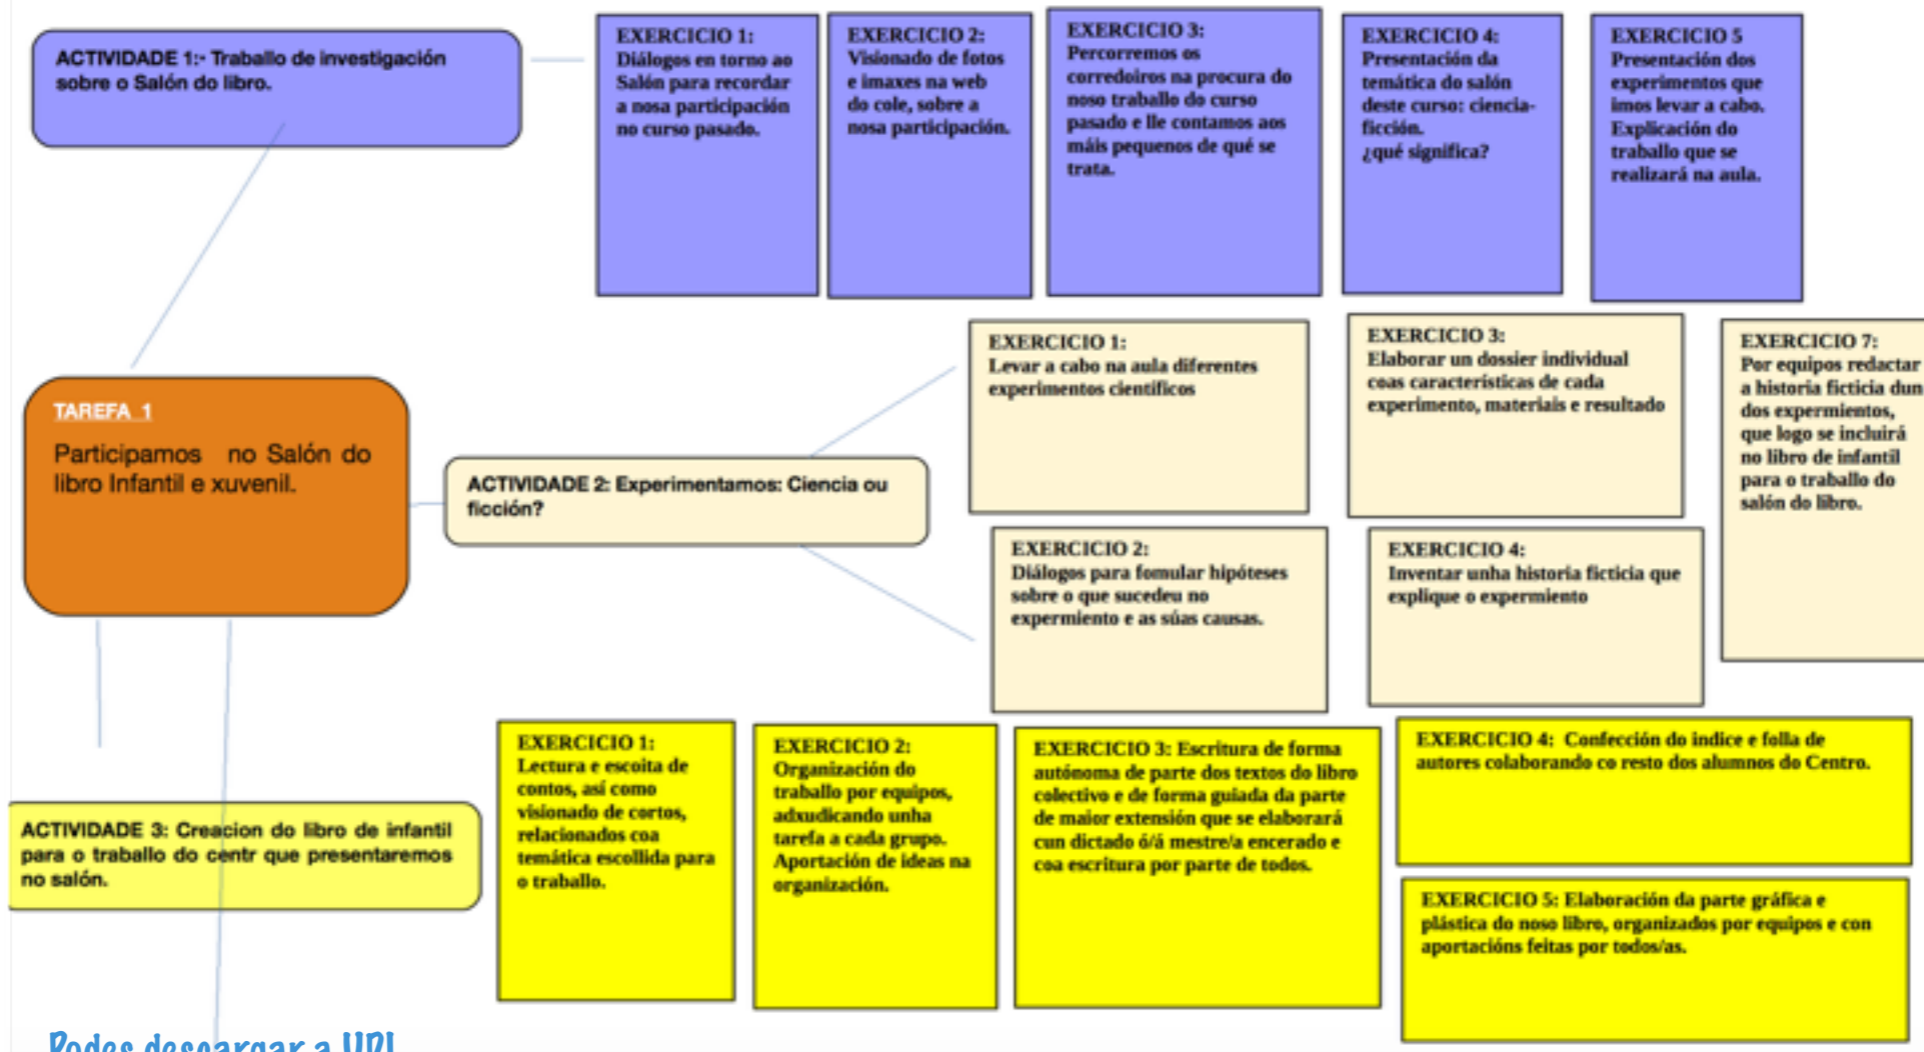 ACTIVIDADE 1:- Traballo de investigación
sobre o Salón do libro.
EXERCICIO 1:
Diálogos en torno ao
Salón para recordar
a nosa participación
no curso pasado.
EXERCICIO 2:
Visionado de fotos
e imaxes na web
do cole, sobre a
nosa participación.
EXERCICIO 3:
Percorremos os
corredoiros na procura do
noso traballo do curso
pasado e lle contamos aos
máis pequenos de qué se
trata.
EXERCICIO 4:
Presentación da
temática do salón
deste curso: ciencia-
ficción.
¿qué significa?
EXERCICIO 5
Presentación dos
experimentos que
imos levar a cabo.
Explicación do
traballo que se
realizará na aula.
TAREFA 1
Participamos no Salón do
libro Infantil e xuvenil.
ACTIVIDADE 2: Experimentamos: Ciencia ou
ficción?
EXERCICIO 1:
Levar a cabo na aula diferentes
experimentos científicos
EXERCICIO 2:
Diálogos para fomular hipóteses
sobre o que sucedeu no
expermiento e as súas causas.
EXERCICIO 3:
Elaborar un dossier individual
coas características de cada
experimento, materiais e resultado
EXERCICIO 4:
Inventar unha historia ficticia que
explique o expermiento
EXERCICIO 7:
Por equipos redactar
a historia ficticia dun
dos expermientos,
que logo se incluirá
no libro de infantil
para o traballo do
salón do libro.
ACTIVIDADE 3: Creacion do libro de infantil
para o traballo do centr que presentaremos
no salón.
EXERCICIO 1:
Lectura e escoita de
contos, así como
visionado de cortos,
relacionados coa
temática escollida para
o traballo.
EXERCICIO 2:
Organización do
traballo por equipos,
adxudicando unha
tarefa a cada grupo.
Aportación de ideas na
organización.
EXERCICIO 3: Escritura de forma
autónoma de parte dos textos do libro
colectivo e de forma guiada da parte
de maior extensión que se elaborará
cun dictado ó/á mestre/a encerado e
coa escritura por parte de todos.
EXERCICIO 4: Confección do indice e folla de
autores colaborando co resto dos alumnos do Centro.
EXERCICIO 5: Elaboración da parte gráfica e
plástica do noso libro, organizados por equipos e con
aportacións feitas por todos/as.
Podes descargar a UDI